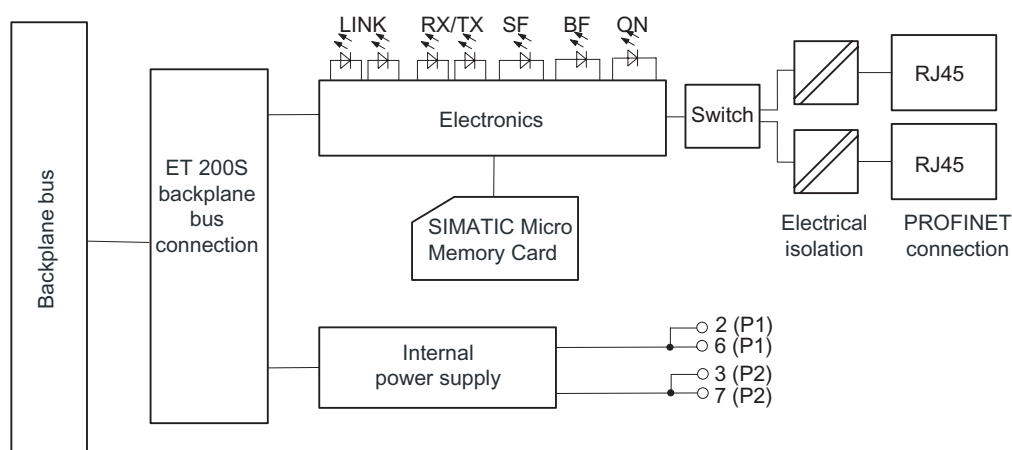 LINK RX/TX SF BF ON
Electronics
Switch
RJ45
RJ45
ET 200S
backplane
bus
connection
Backplane bus
SIMATIC Micro
Memory Card
Electrical
isolation
PROFINET
connection
Internal
power supply
2 (P1)
6 (P1)
3 (P2)
7 (P2)